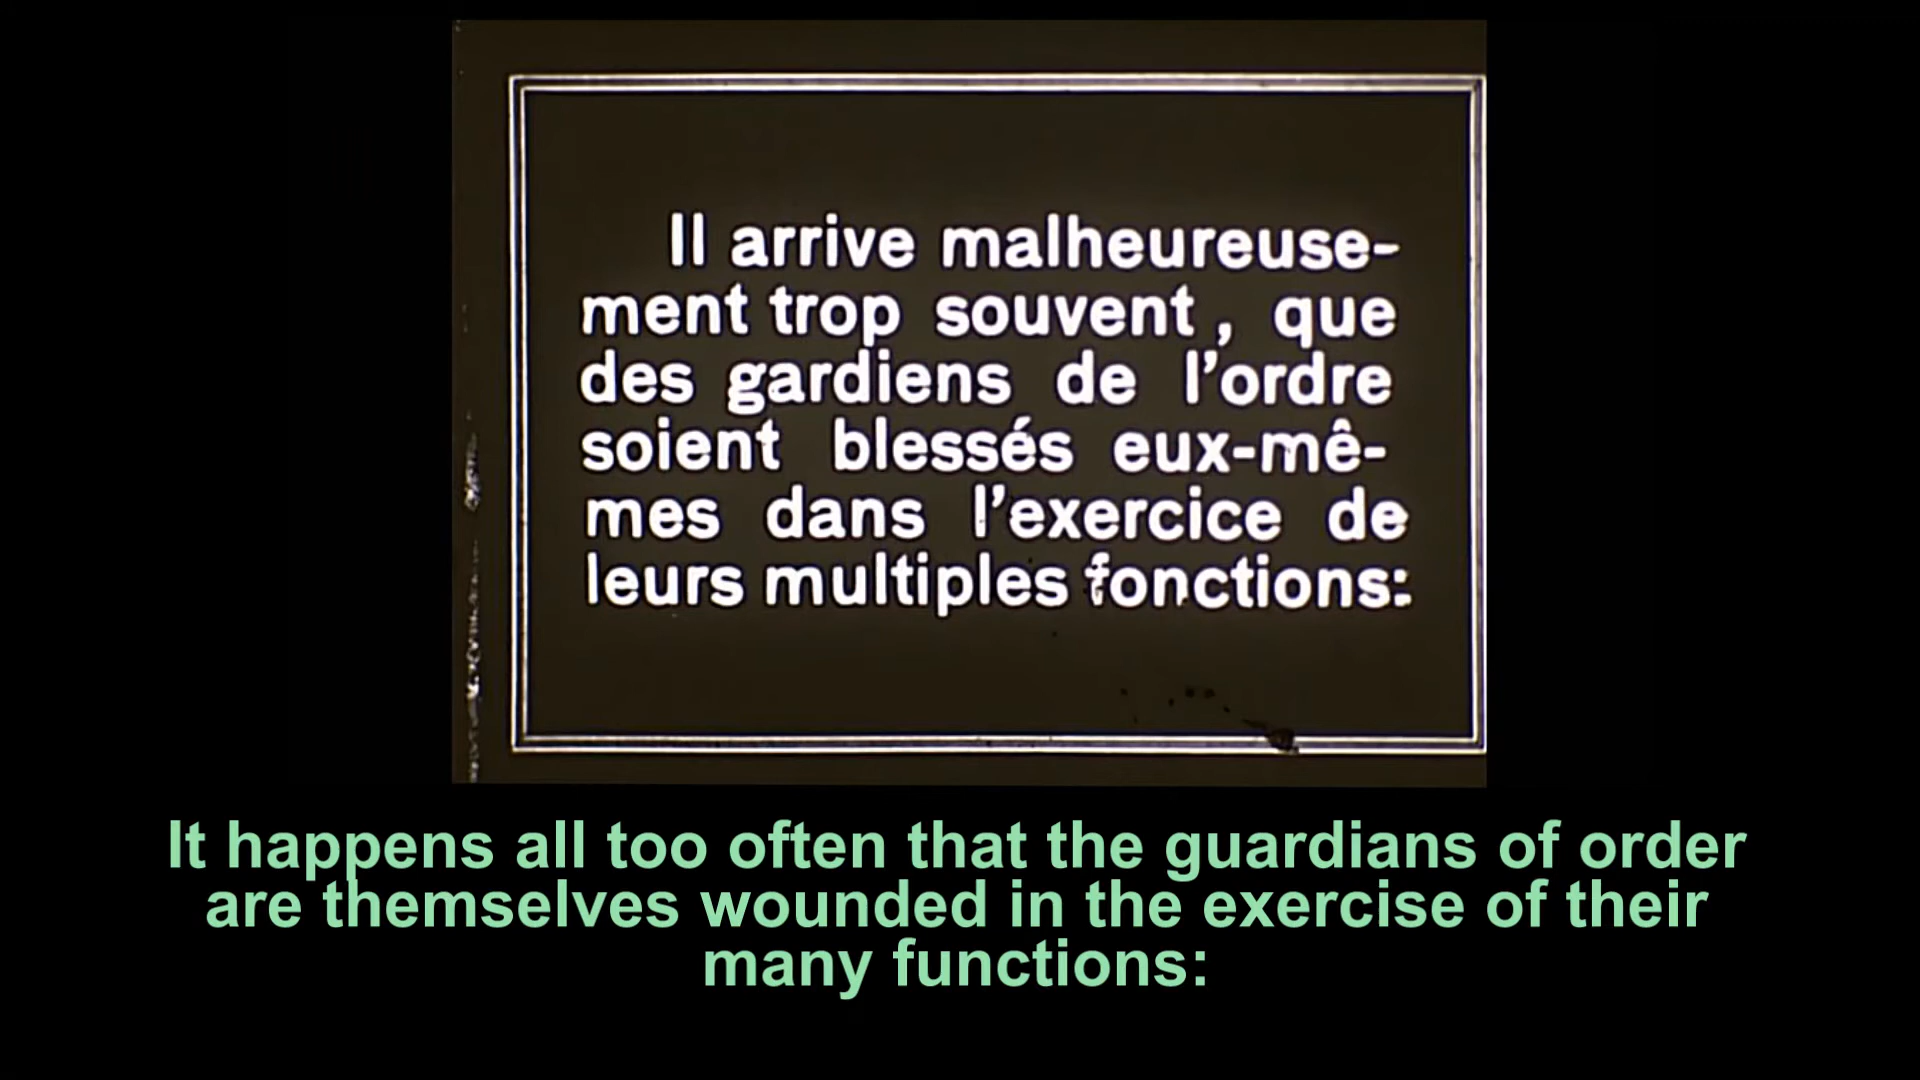 Il arrive malheureuse-
ment trop souvent, que
des gardiens de l'ordre
soient blessés eux-mê-
mes dans l'exercice de
leurs multiples fonctions:
It happens all too often that the guardians of order
are themselves wounded in the exercise of their
many functions: